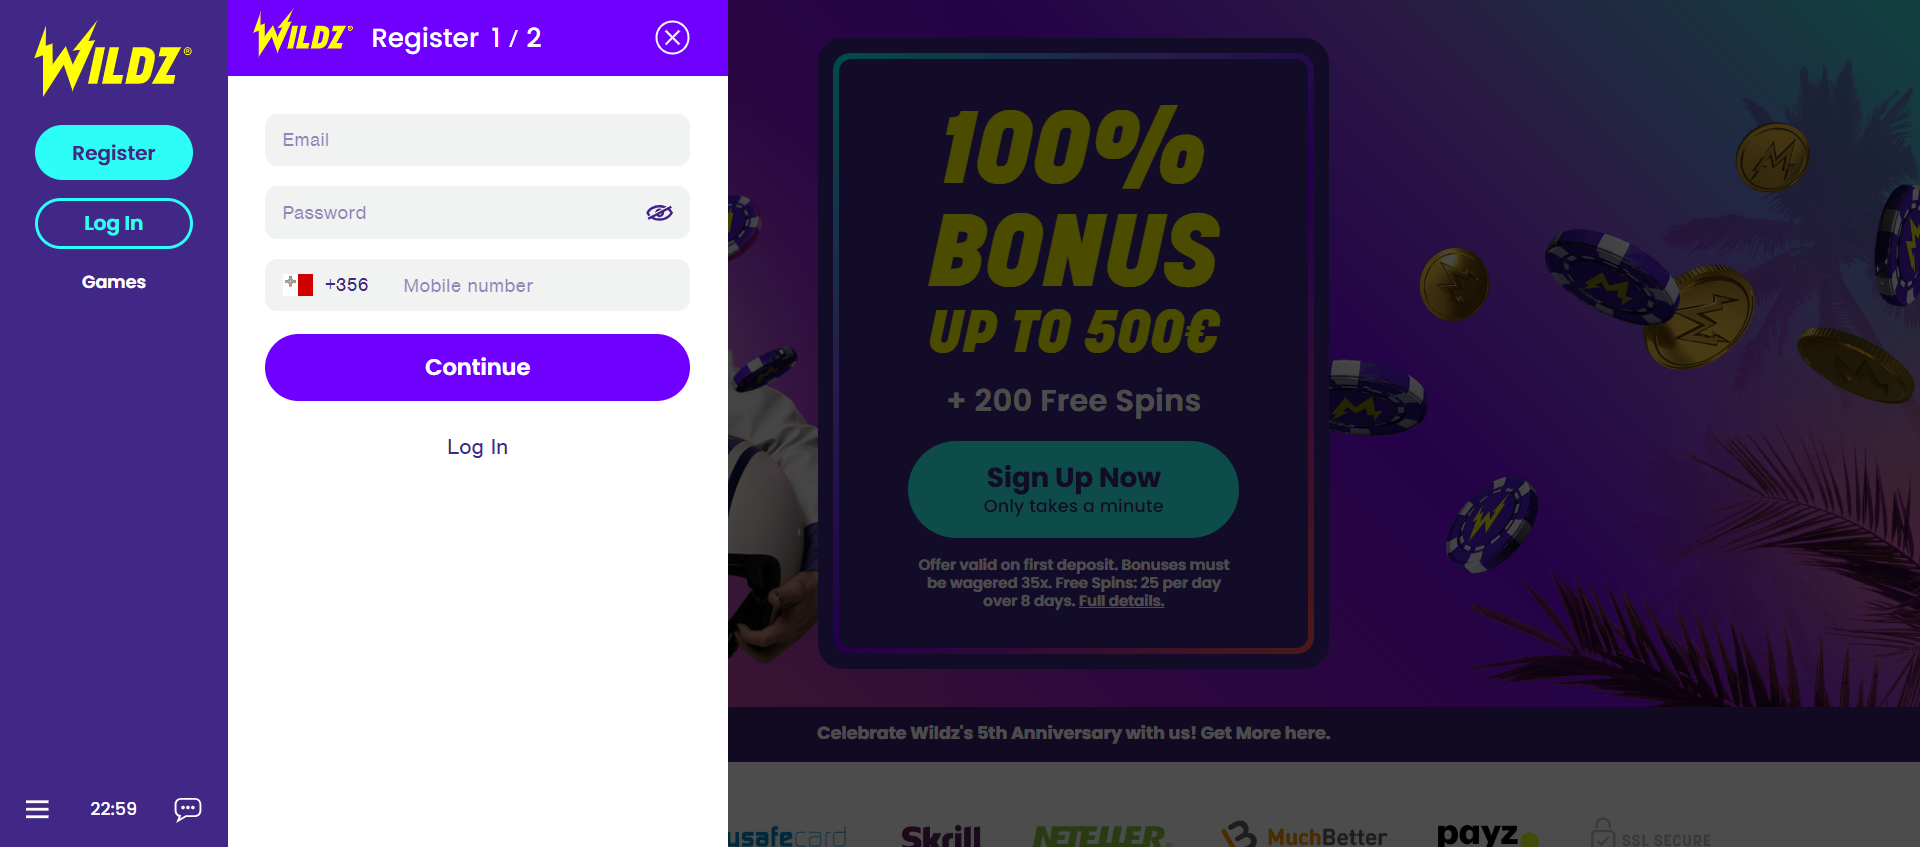 WILDZ®
Register
Log In
Games
22:59
WILDZ® Register 1 / 2
Email
Password
+356 Mobile number
Continue
Log In
100%
BONUS
UP TO 500€
+ 200 Free Spins
Sign Up Now
Only takes a minute
Offer valid on first deposit. Bonuses must
be wagered 35x. Free Spins: 25 per day
over 8 days. Full details.
Celebrate Wildz's 5th Anniversary with us! Get More here.
usafecard Skrill NETELLER MuchBetter payz SSL SECURE